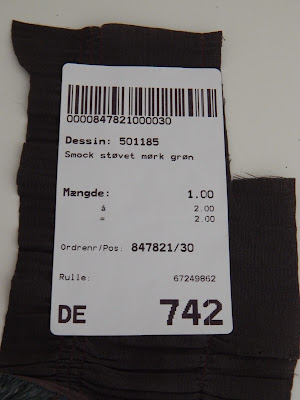 0000847821000030
Dessin: 501185
Smock støvet mørk grøn
Mængde: 1.00
à 2.00
= 2.00
Ordrenr/Pos: 847821/30
Rulle: 67249862
DE 742